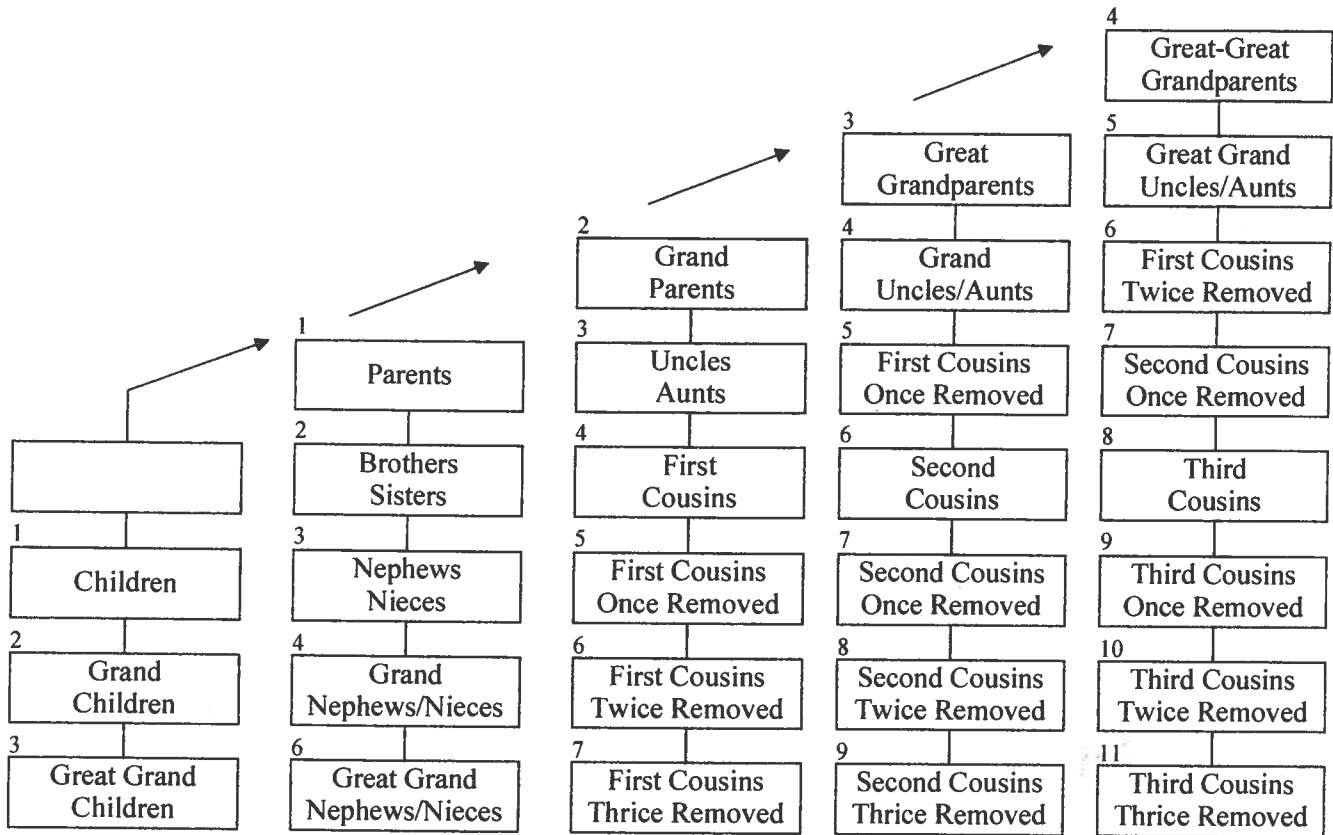 4
Great-Great
Grandparents
3
Great
Grandparents
5
Great Grand
Uncles/Aunts
2
Grand
Parents
4
Grand
Uncles/Aunts
6
First Cousins
Twice Removed
1
Parents
3
Uncles
Aunts
5
First Cousins
Once Removed
7
Second Cousins
Once Removed
2
Brothers
Sisters
4
First
Cousins
6
Second
Cousins
8
Third
Cousins
1
Children
3
Nephews
Nieces
5
First Cousins
Once Removed
7
Second Cousins
Once Removed
9
Third Cousins
Once Removed
2
Grand
Children
4
Grand
Nephews/Nieces
6
First Cousins
Twice Removed
8
Second Cousins
Twice Removed
10
Third Cousins
Twice Removed
3
Great Grand
Children
6
Great Grand
Nephews/Nieces
7
First Cousins
Thrice Removed
9
Second Cousins
Thrice Removed
11
Third Cousins
Thrice Removed